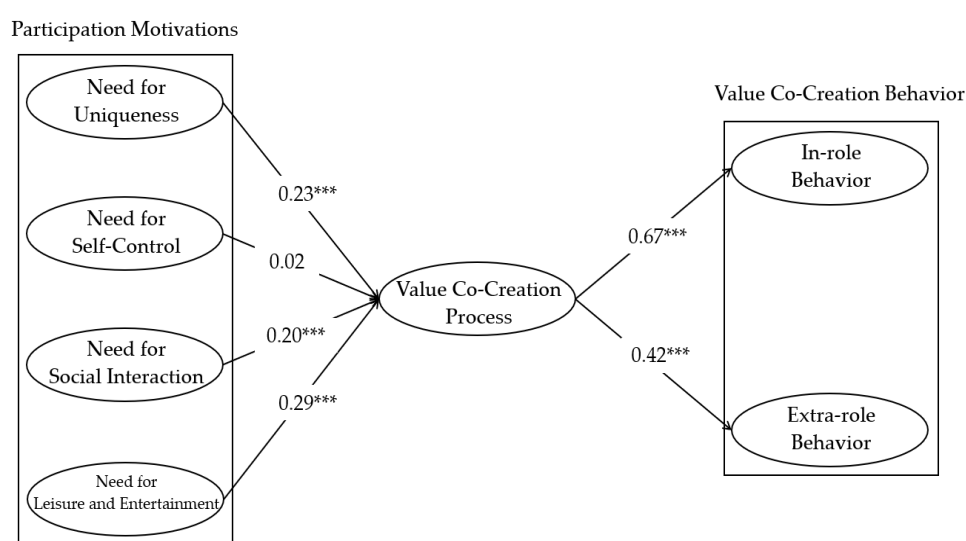 Participation Motivations
Need for
Uniqueness
Need for
Self-Control
Need for
Social Interaction
Need for
Leisure and Entertainment
0.23***
0.02
0.20***
0.29***
Value Co-Creation
Process
0.67***
0.42***
Value Co-Creation Behavior
In-role
Behavior
Extra-role
Behavior